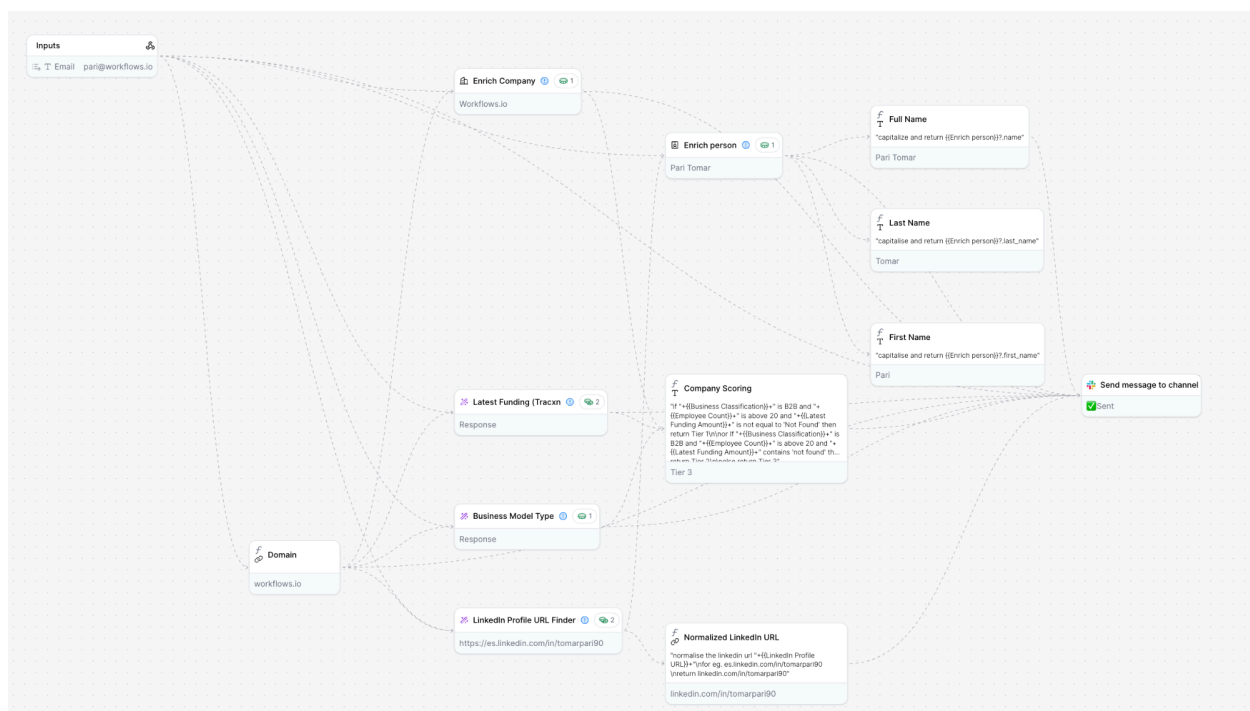 Inputs
Email pari@workflows.io
Enrich Company 1
Workflows.io
Enrich person 1
Pari Tomar
Full Name
"capitalize and return {{Enrich person}}?.name"
Pari Tomar
Last Name
"capitalise and return {{Enrich person}}?.last_name"
Tomar
First Name
"capitalise and return {{Enrich person}}?.first_name"
Pari
Send message to channel
Sent
Latest Funding (Tracxn 2
Response
Company Scoring
"if "+{{Business Classification}}+" is B2B and "+
{{Employee Count}}+" is above 20 and "+{{Latest
Funding Amount}}+" is not equal to 'Not Found' then
return Tier 1\n\nor if "+{{Business Classification}}+" is
B2B and "+{{Employee Count}}+" is above 20 and "+
{{Latest Funding Amount}}+" contains 'not found' th...
return Tier 2\n\nelse return Tier 3"
Tier 3
Business Model Type 1
Response
Domain
workflows.io
LinkedIn Profile URL Finder 2
https://es.linkedin.com/in/tomarpari90
Normalized LinkedIn URL
"normalise the linkedin url "+{{LinkedIn Profile
URL}}+"\nfor eg. es.linkedin.com/in/tomarpari90
\nreturn linkedin.com/in/tomarpari90"
linkedin.com/in/tomarpari90